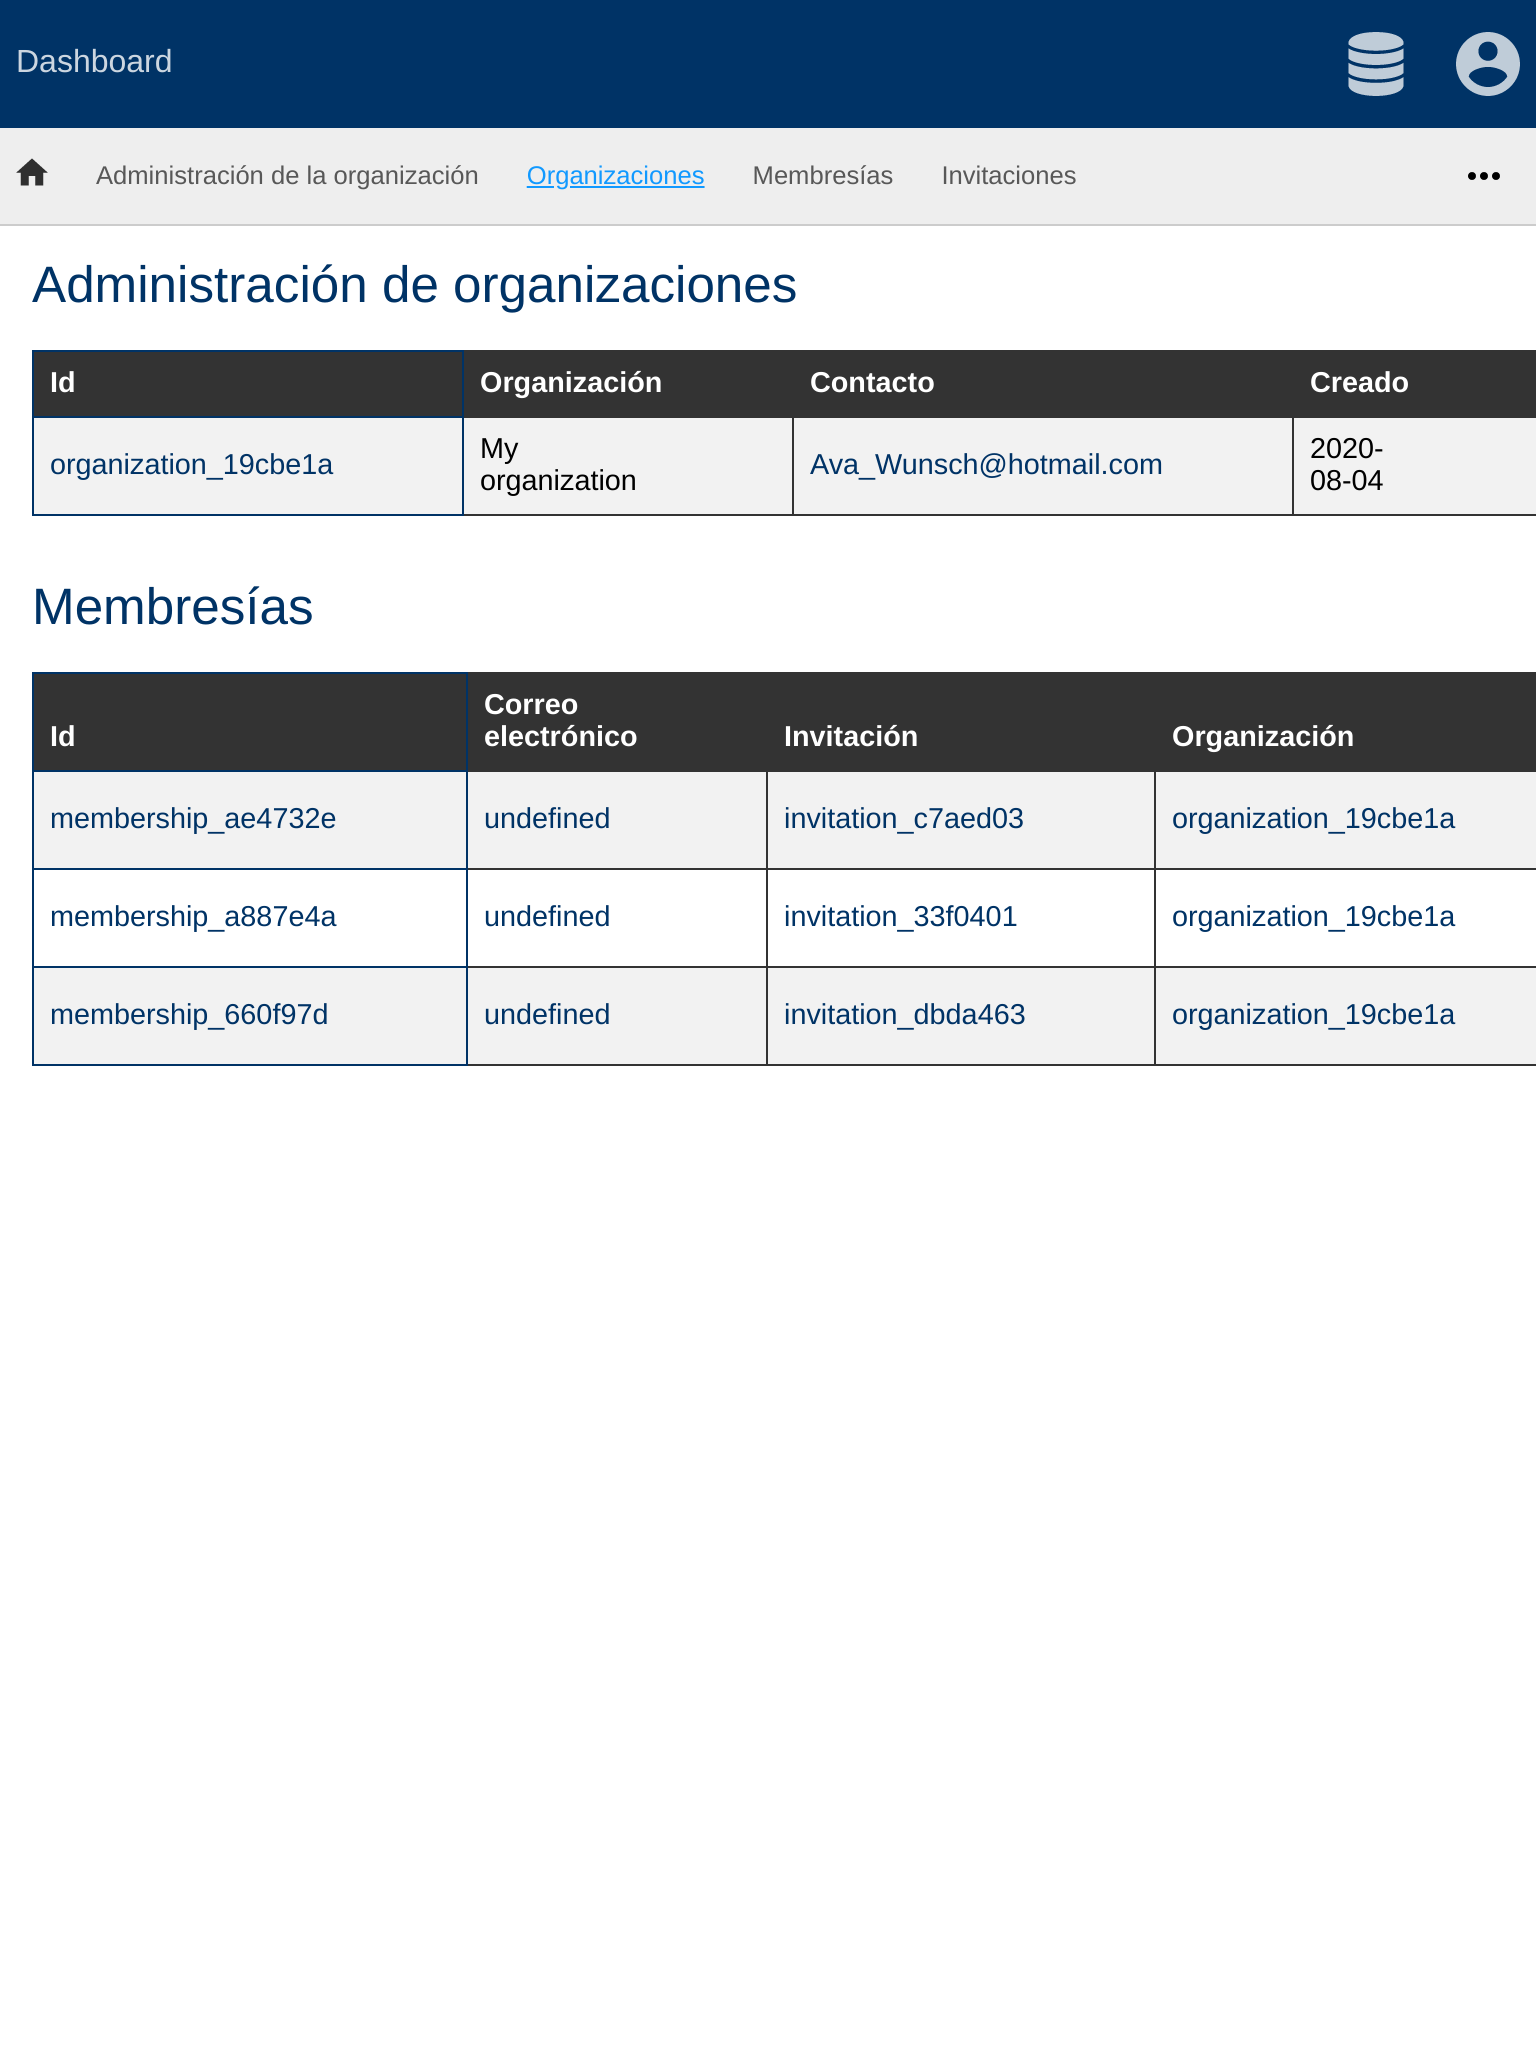 Dashboard
Administración de la organización Organizaciones Membresías Invitaciones
Administración de organizaciones
Id Organización Contacto Creado
organization_19cbe1a My organization Ava_Wunsch@hotmail.com 2020-08-04
Membresías
Id Correo electrónico Invitación Organización
membership_ae4732e undefined invitation_c7aed03 organization_19cbe1a
membership_a887e4a undefined invitation_33f0401 organization_19cbe1a
membership_660f97d undefined invitation_dbda463 organization_19cbe1a